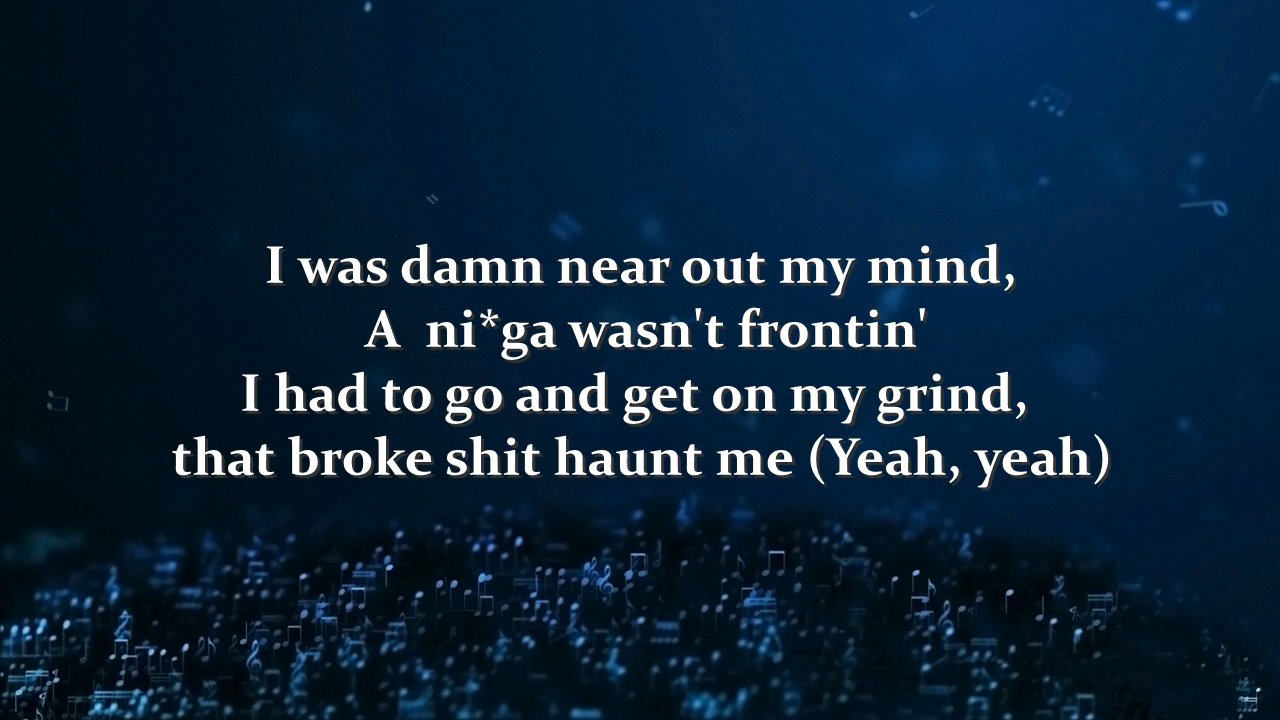 I was damn near out my mind,
A ni*ga wasn't frontin'
I had to go and get on my grind,
that broke shit haunt me (Yeah, yeah)